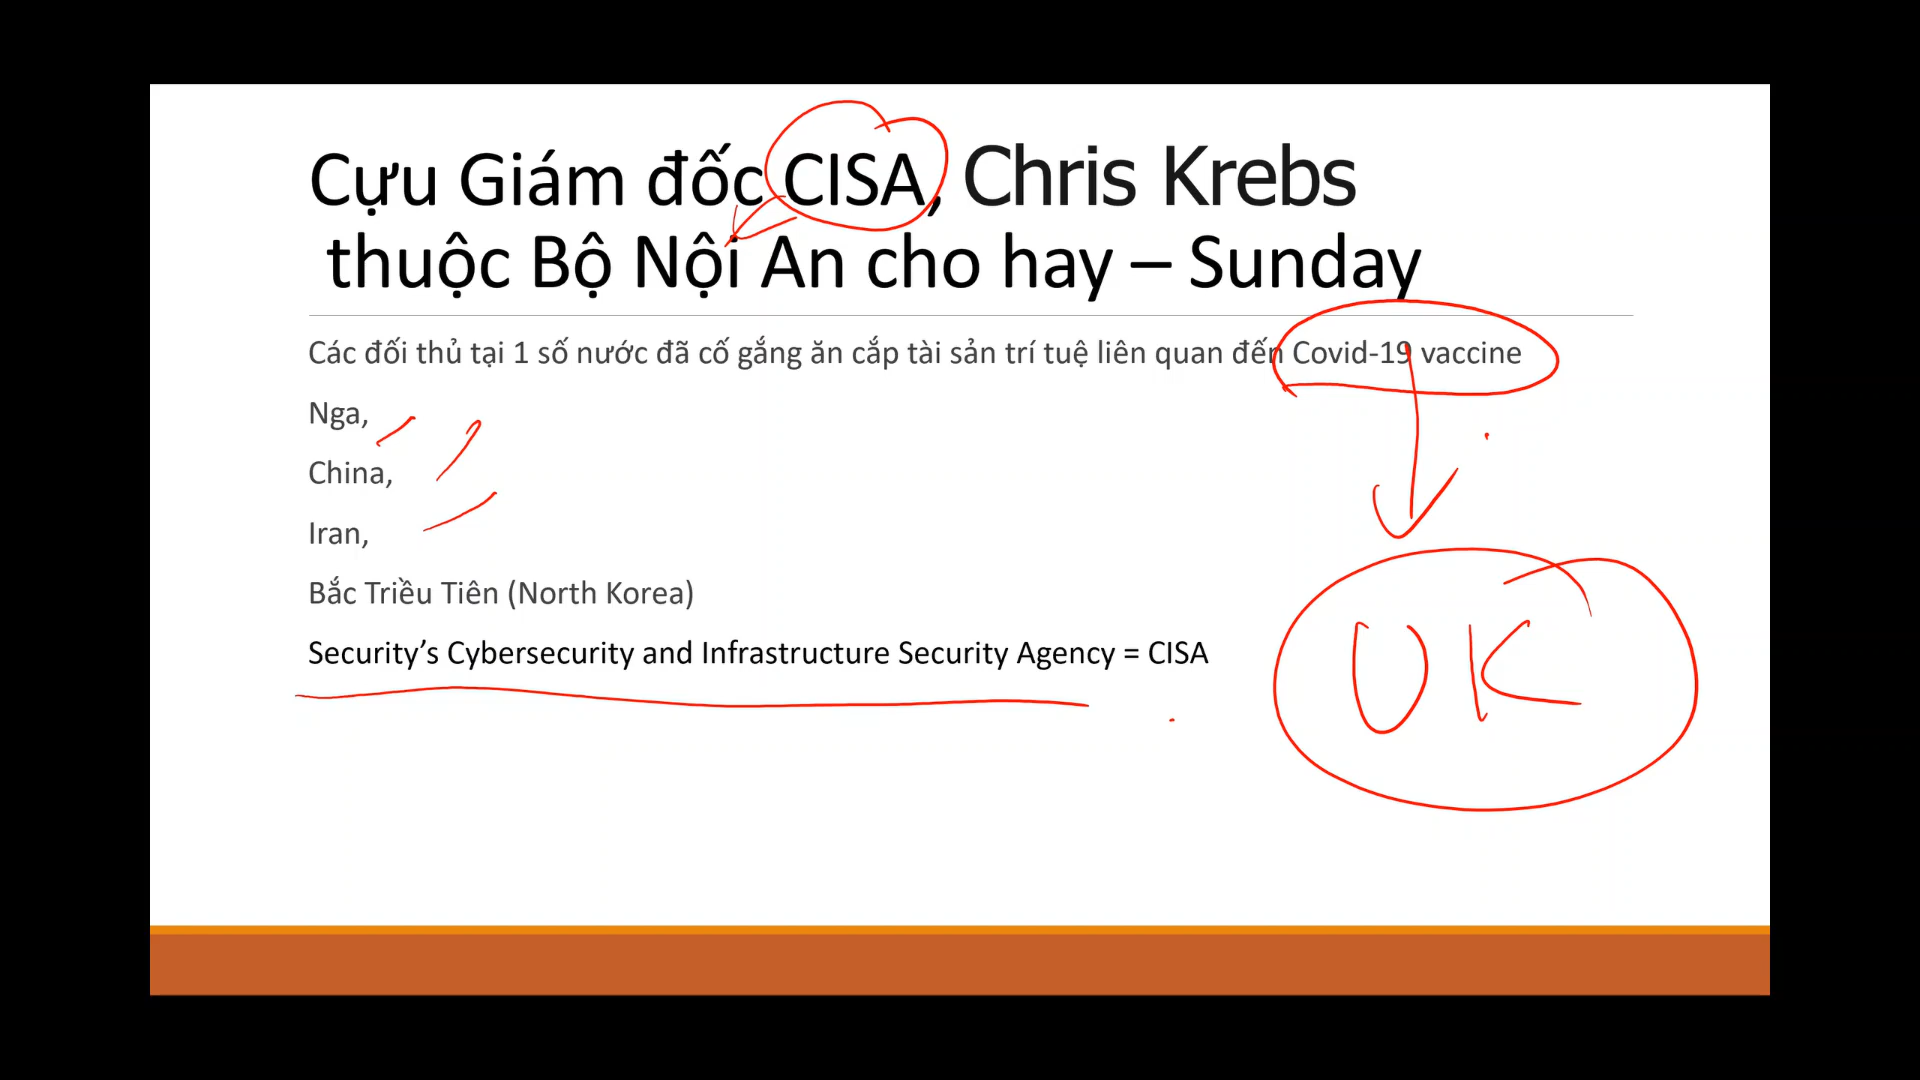 Cựu Giám đốc CISA, Chris Krebs
thuộc Bộ Nội An cho hay – Sunday
Các đối thủ tại 1 số nước đã cố gắng ăn cắp tài sản trí tuệ liên quan đến Covid-19 vaccine
Nga,
China,
Iran,
Bắc Triều Tiên (North Korea)
Security’s Cybersecurity and Infrastructure Security Agency = CISA
UK